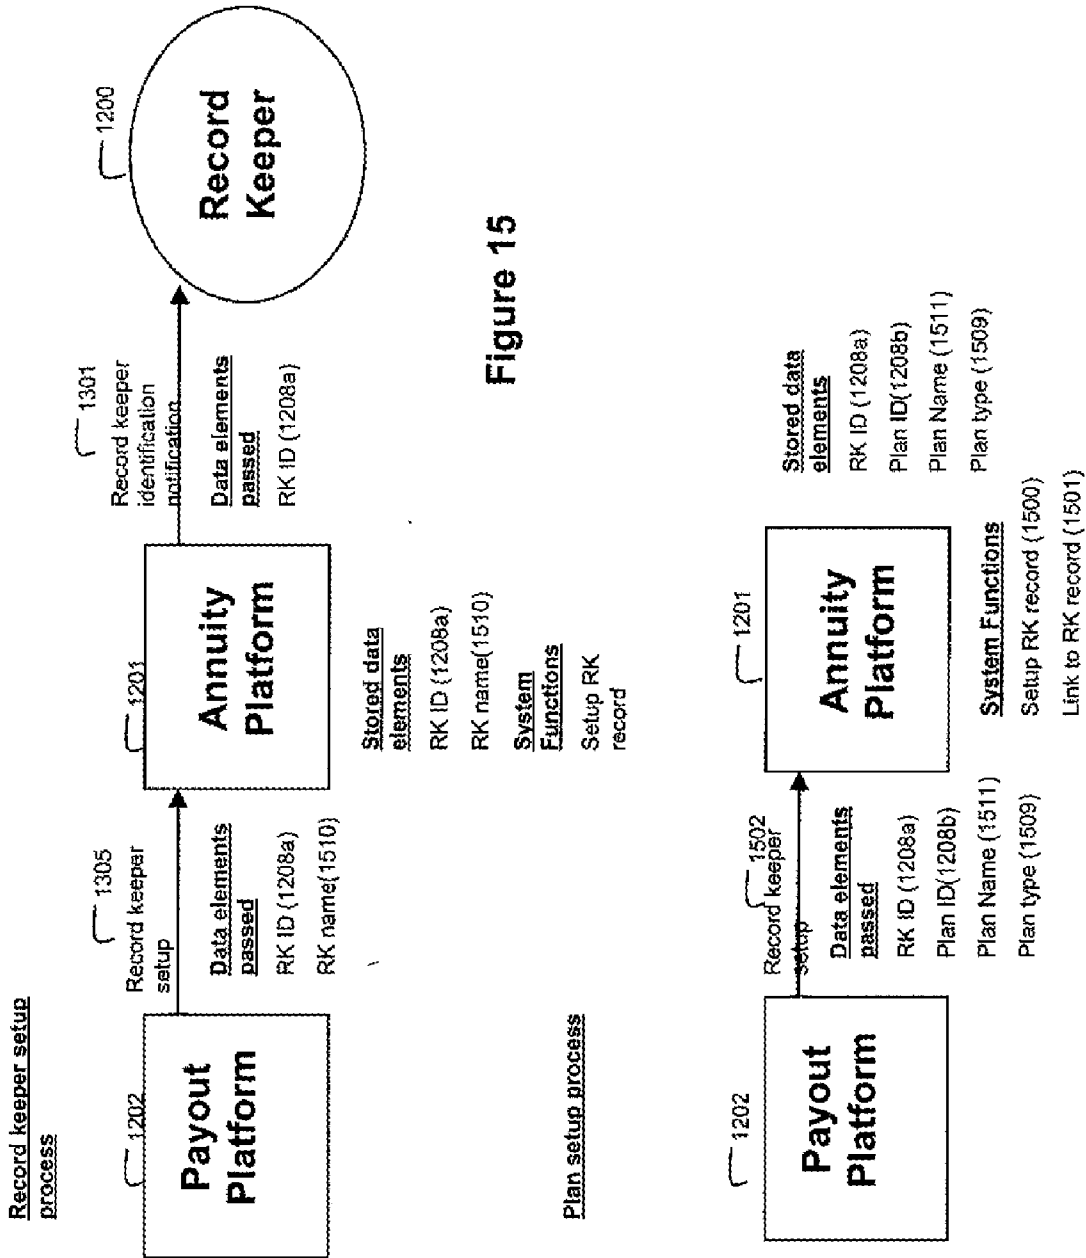 Record keeper setup
process
1202
Payout
Platform
1305
Record keeper
setup
Data elements
passed
RK ID (1208a)
RK name(1510)
1201
Annuity
Platform
Stored data
elements
RK ID (1208a)
RK name(1510)
System
Functions
Setup RK
record
1301
Record keeper
identification
notification
Data elements
passed
RK ID (1208a)
1200
Record
Keeper
Figure 15
Plan setup process
1202
Payout
Platform
1502
Record keeper
setup
Data elements
passed
RK ID (1208a)
Plan ID(1208b)
Plan Name (1511)
Plan type (1509)
1201
Annuity
Platform
System Functions
Setup RK record (1500)
Link to RK record (1501)
Stored data
elements
RK ID (1208a)
Plan ID(1208b)
Plan Name (1511)
Plan type (1509)